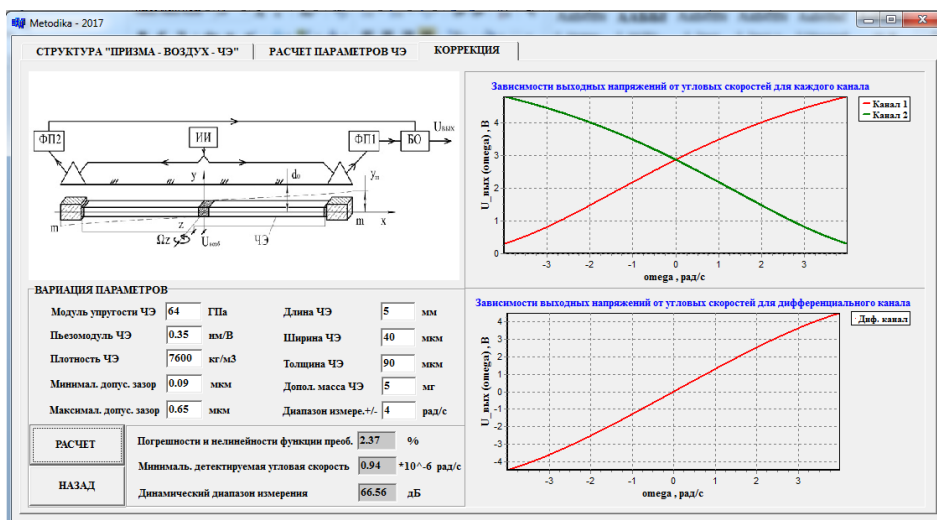 Metodika - 2017
СТРУКТУРА "ПРИЗМА - ВОЗДУХ - ЧЭ"
РАСЧЕТ ПАРАМЕТРОВ ЧЭ
КОРРЕКЦИЯ
ФП2
ИИ
ФП1
БО
Uвых
y
d₀
yп
m
z
m
x
Ωz
ЧЭ
ВАРИАЦИЯ ПАРАМЕТРОВ
Модуль упругости ЧЭ 64 ГПа
Пьезомодуль ЧЭ 0.35 нм/В
Плотность ЧЭ 7600 кг/м3
Минимал. допус. зазор 0.09 мкм
Максимал. допус. зазор 0.65 мкм
Длина ЧЭ 5 мм
Ширина ЧЭ 40 мкм
Толщина ЧЭ 90 мкм
Допол. масса ЧЭ 5 мг
Диапазон измере.+/- 4 рад/с
РАСЧЕТ
НАЗАД
Погрешности и нелинейности функции преоб. 2.37 %
Минималь. детектируемая угловая скорость 0.94 *10^-6 рад/с
Динамический диапазон измерения 66.56 дБ
Зависимости выходных напряжений от угловых скоростей для каждого канала
U_вых (omega) , В
4
3
2
1
0
-3 -2 -1 0 1 2 3
omega , рад/с
Канал 1
Канал 2
Зависимости выходных напряжений от угловых скоростей для дифференциального канала
U_вых (omega) , В
4
3
2
1
0
-1
-2
-3
-4
-3 -2 -1 0 1 2 3
omega , рад/с
Диф. канал